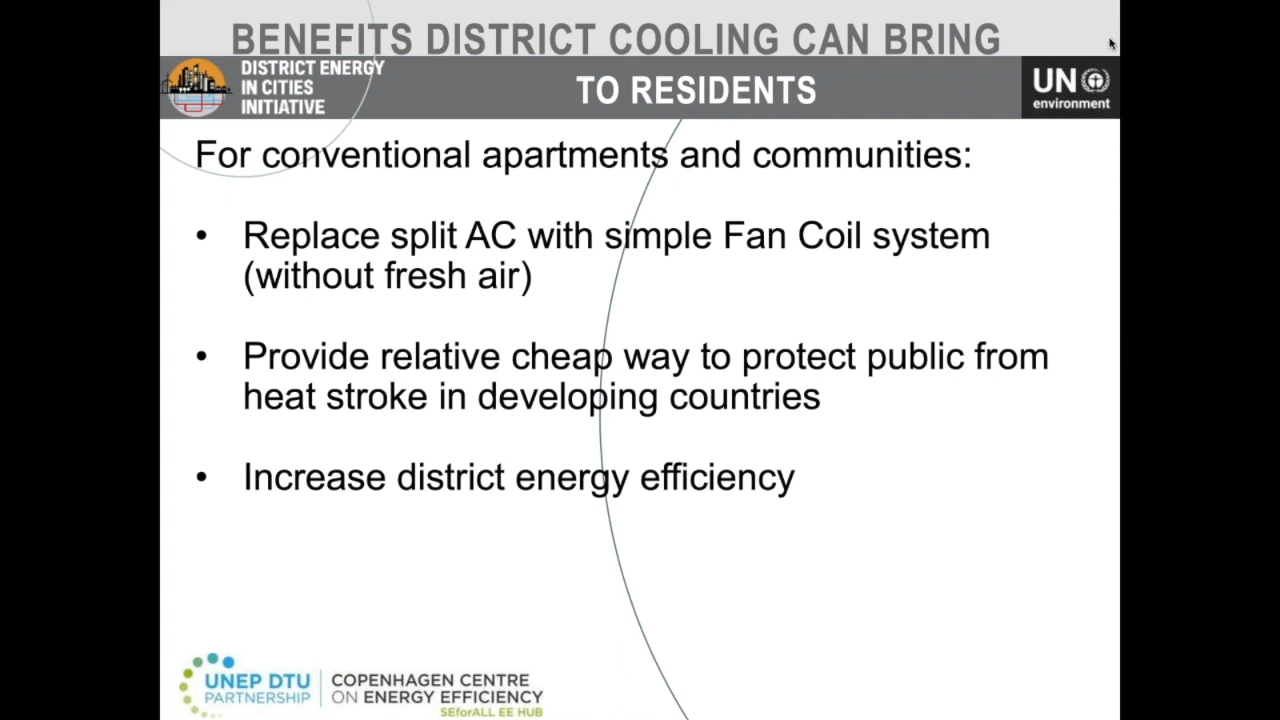 BENEFITS DISTRICT COOLING CAN BRING
TO RESIDENTS
DISTRICT ENERGY
IN CITIES
INITIATIVE
UN
environment
For conventional apartments and communities:
• Replace split AC with simple Fan Coil system
(without fresh air)
• Provide relative cheap way to protect public from
heat stroke in developing countries
• Increase district energy efficiency
UNEP DTU
PARTNERSHIP
COPENHAGEN CENTRE
ON ENERGY EFFICIENCY
SEforALL EE HUB